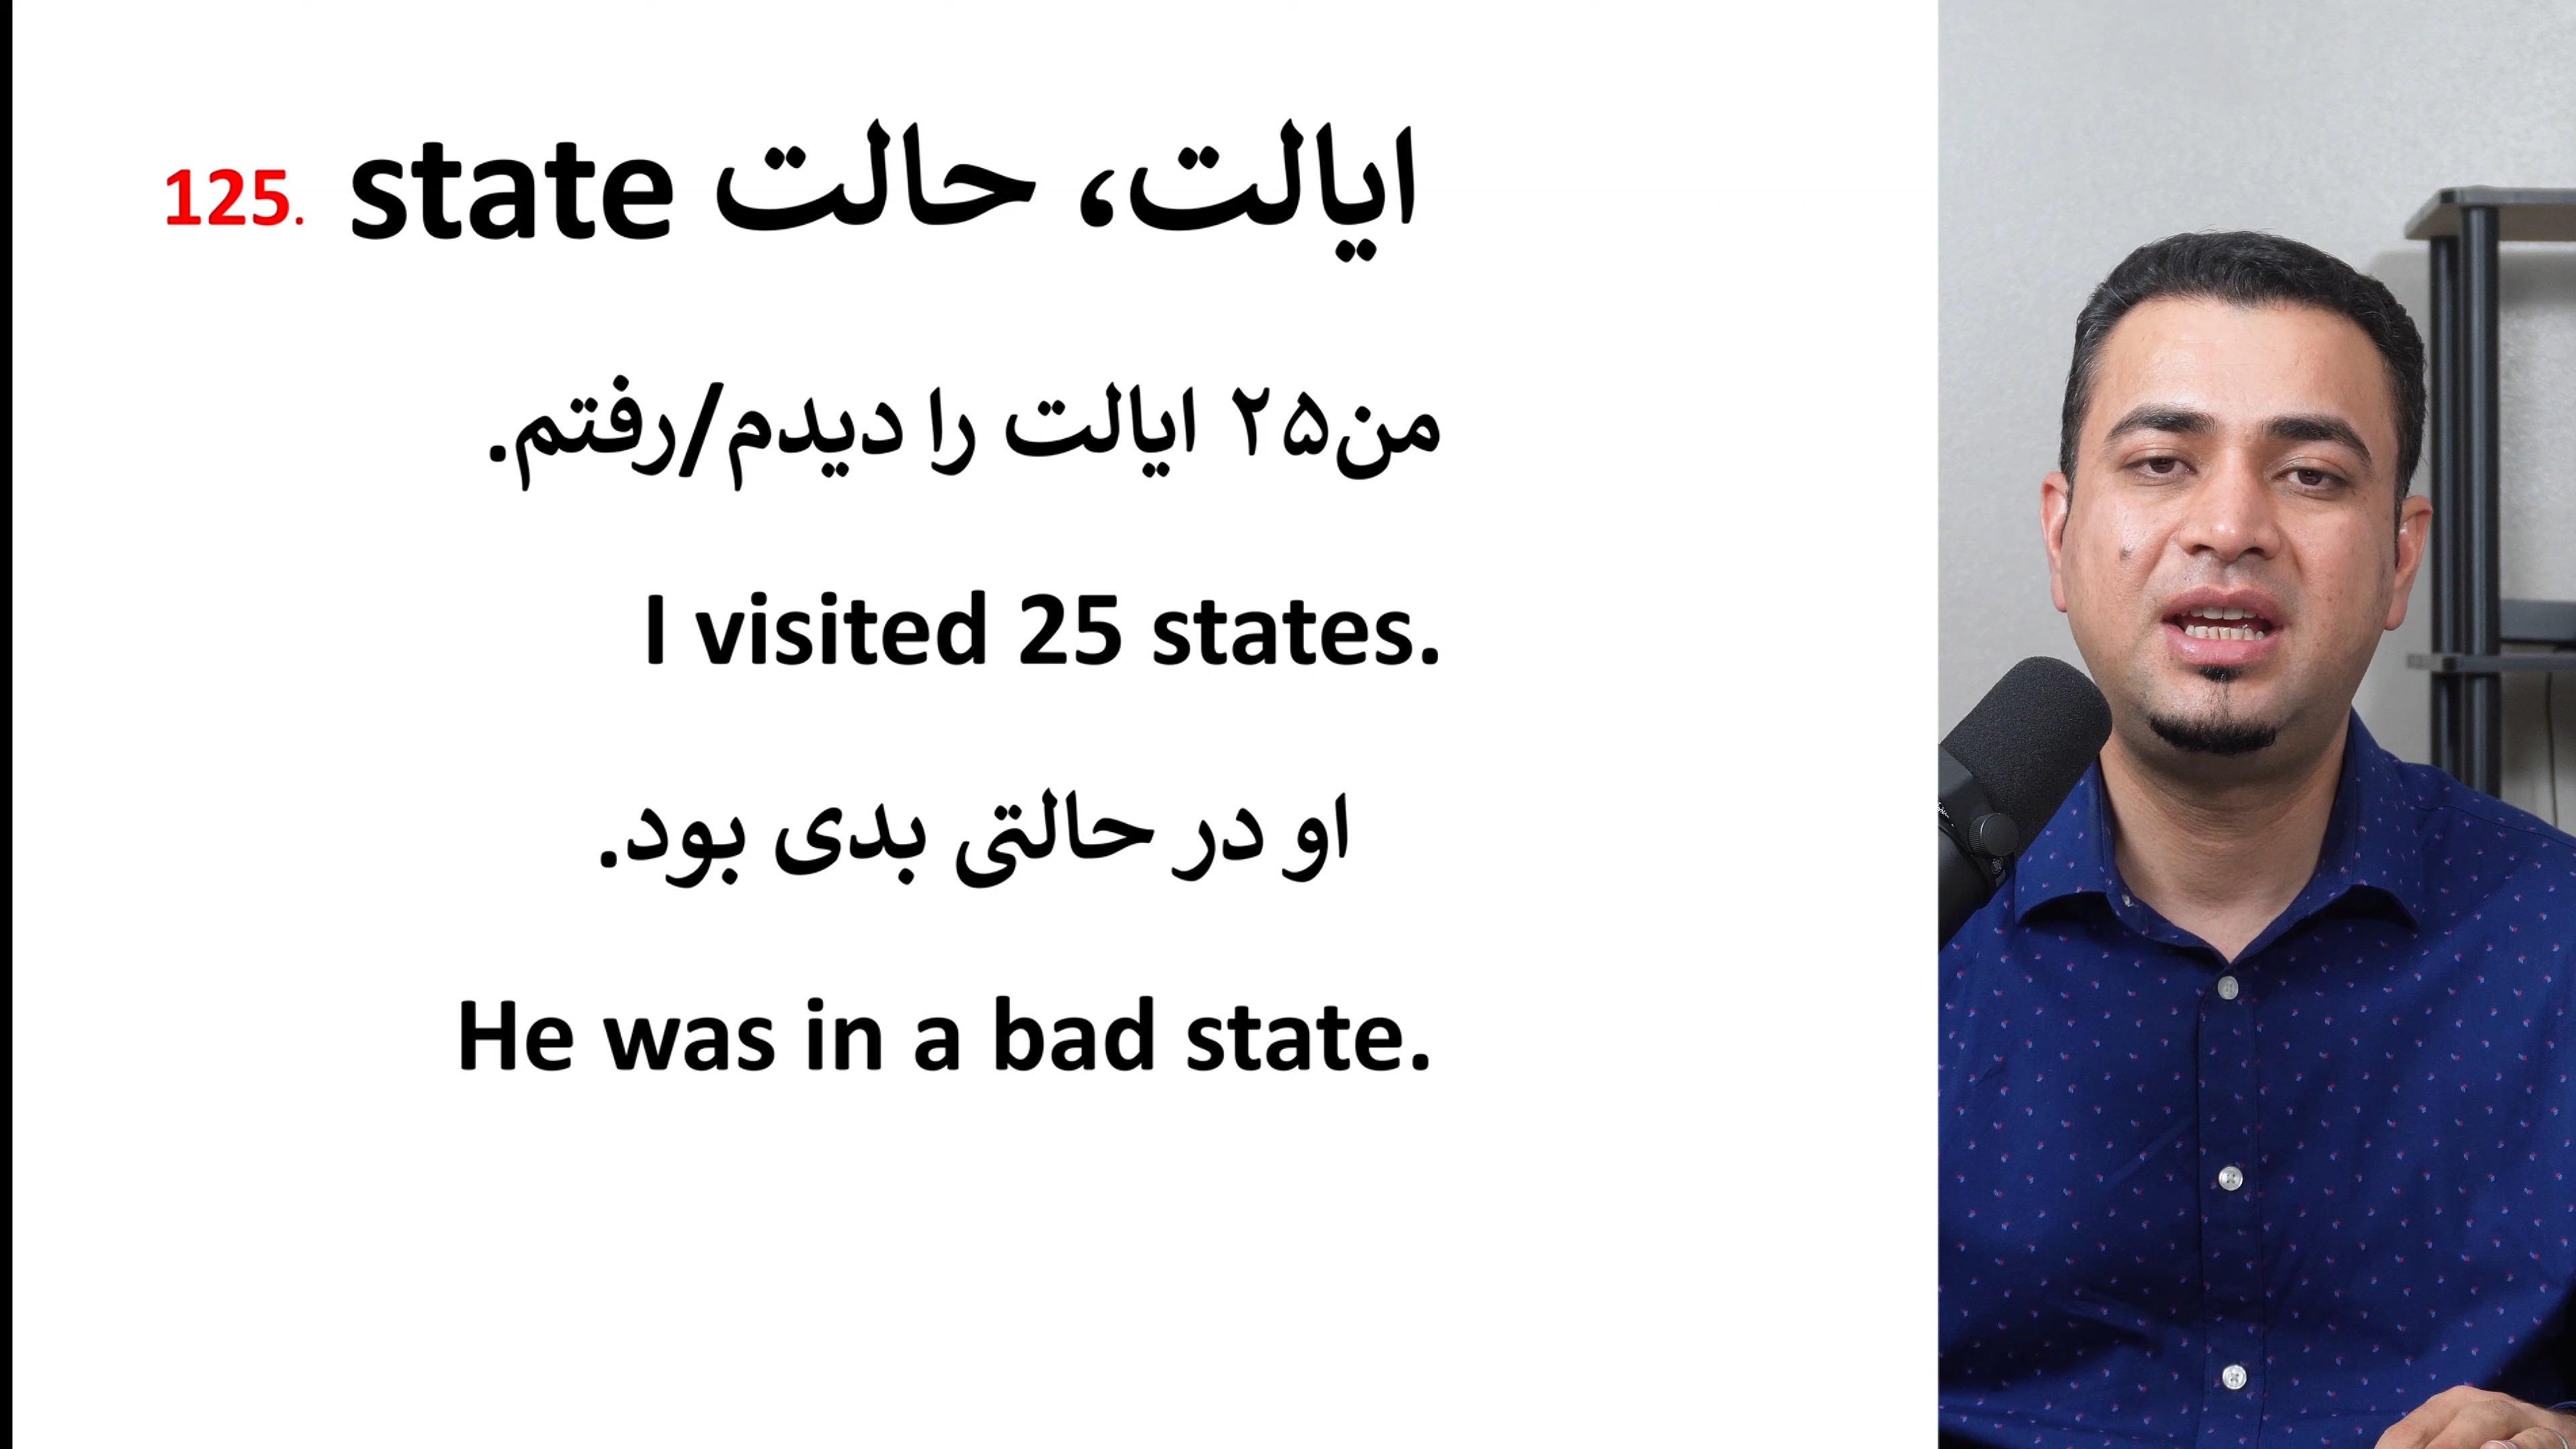 125. state ایالت، حالت
من۲۵ ایالت را دیدم/رفتم.
I visited 25 states.
او در حالتی بدی بود.
He was in a bad state.